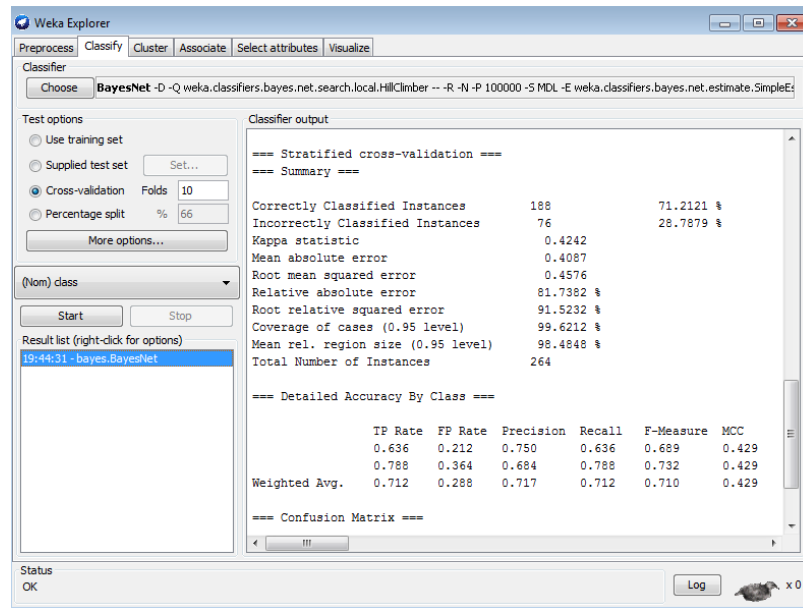 Weka Explorer
Preprocess Classify Cluster Associate Select attributes Visualize
Classifier
Choose BayesNet -D -Q weka.classifiers.bayes.net.search.local.HillClimber -- -R -N -P 100000 -S MDL -E weka.classifiers.bayes.net.estimate.SimpleEs
Test options
Use training set
Supplied test set Set...
Cross-validation Folds 10
Percentage split % 66
More options...
(Nom) class
Start Stop
Result list (right-click for options)
19:44:31 - bayes.BayesNet
Classifier output
=== Stratified cross-validation ===
=== Summary ===
Correctly Classified Instances 188 71.2121 %
Incorrectly Classified Instances 76 28.7879 %
Kappa statistic 0.4242
Mean absolute error 0.4087
Root mean squared error 0.4576
Relative absolute error 81.7382 %
Root relative squared error 91.5232 %
Coverage of cases (0.95 level) 99.6212 %
Mean rel. region size (0.95 level) 98.4848 %
Total Number of Instances 264
=== Detailed Accuracy By Class ===
TP Rate FP Rate Precision Recall F-Measure MCC
0.636 0.212 0.750 0.636 0.689 0.429
0.788 0.364 0.684 0.788 0.732 0.429
Weighted Avg. 0.712 0.288 0.717 0.712 0.710 0.429
=== Confusion Matrix ===
Status
OK
Log x 0